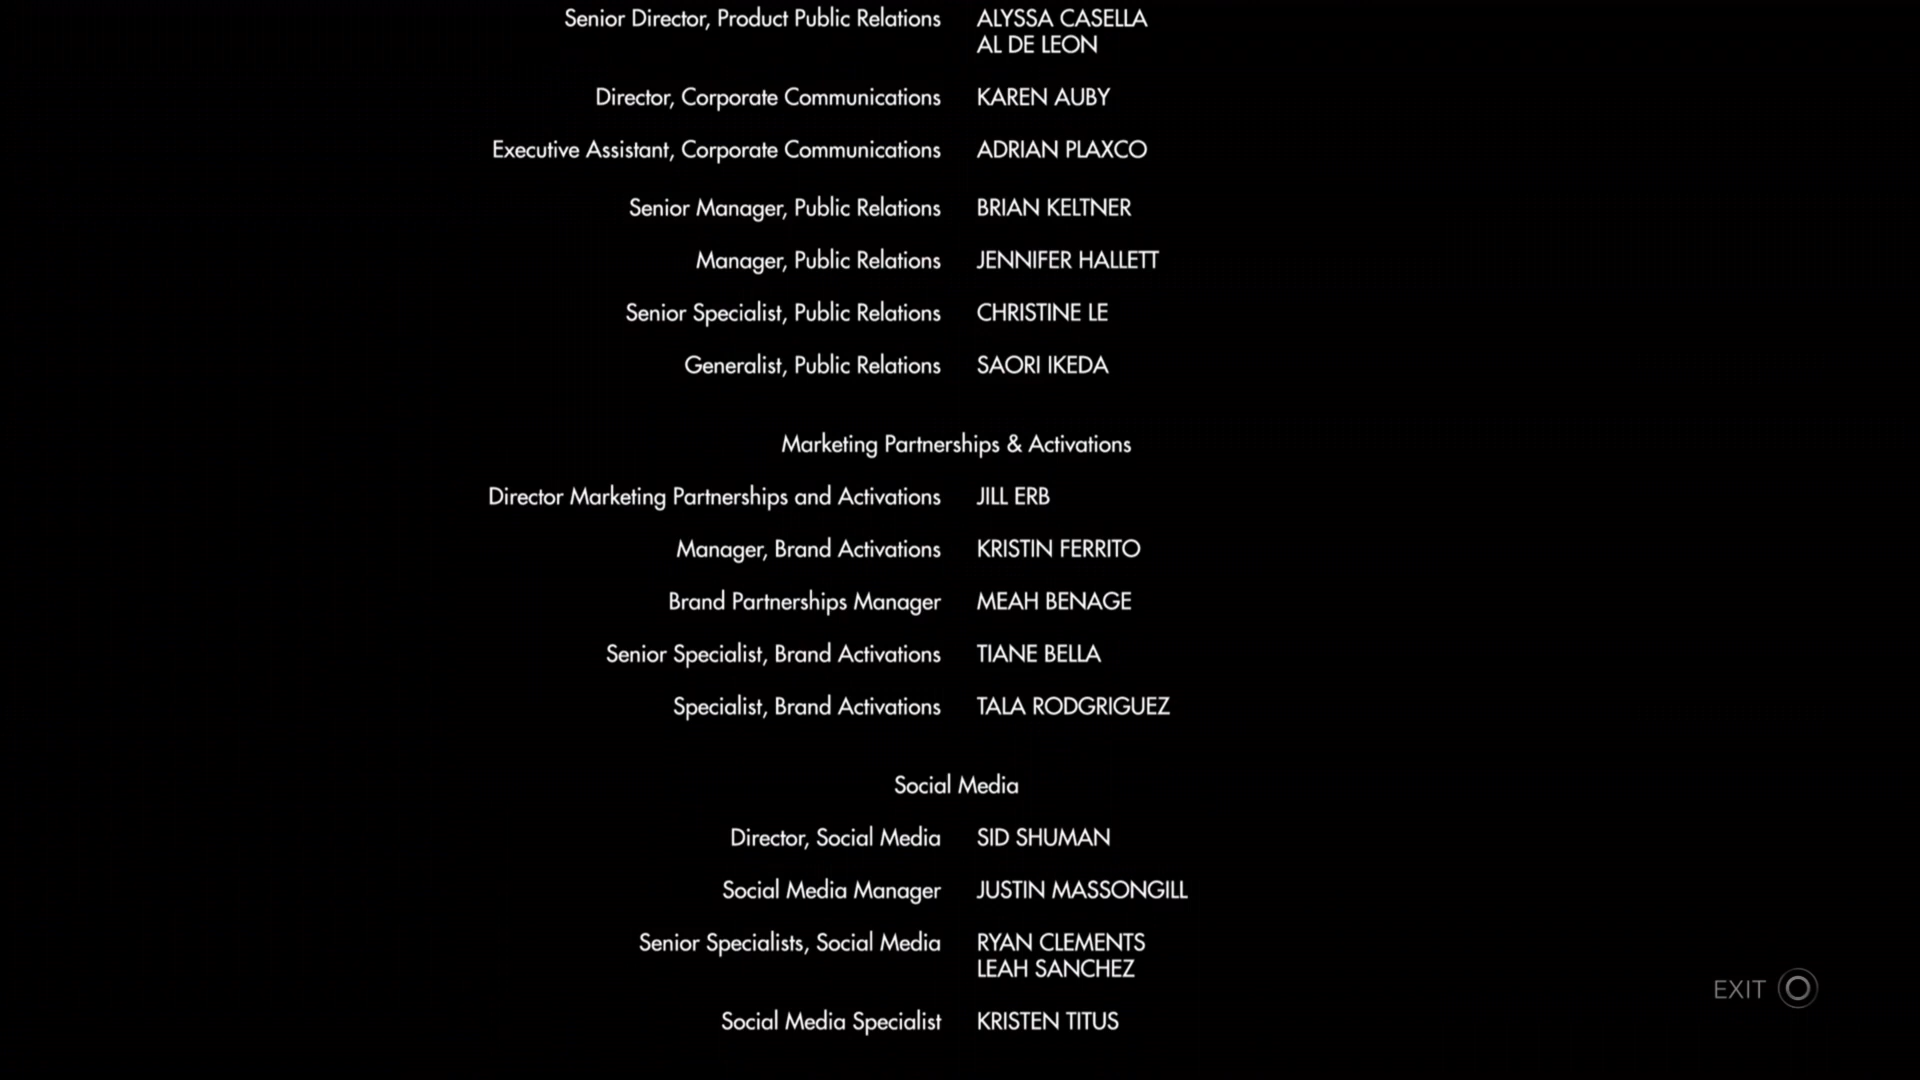 Senior Director, Product Public Relations ALYSSA CASELLA
AL DE LEON
Director, Corporate Communications KAREN AUBY
Executive Assistant, Corporate Communications ADRIAN PLAXCO
Senior Manager, Public Relations BRIAN KELTNER
Manager, Public Relations JENNIFER HALLETT
Senior Specialist, Public Relations CHRISTINE LE
Generalist, Public Relations SAORI IKEDA
Marketing Partnerships & Activations
Director Marketing Partnerships and Activations JILL ERB
Manager, Brand Activations KRISTIN FERRITO
Brand Partnerships Manager MEAH BENAGE
Senior Specialist, Brand Activations TIANE BELLA
Specialist, Brand Activations TALA RODGRIGUEZ
Social Media
Director, Social Media SID SHUMAN
Social Media Manager JUSTIN MASSONGILL
Senior Specialists, Social Media RYAN CLEMENTS
LEAH SANCHEZ
Social Media Specialist KRISTEN TITUS
EXIT